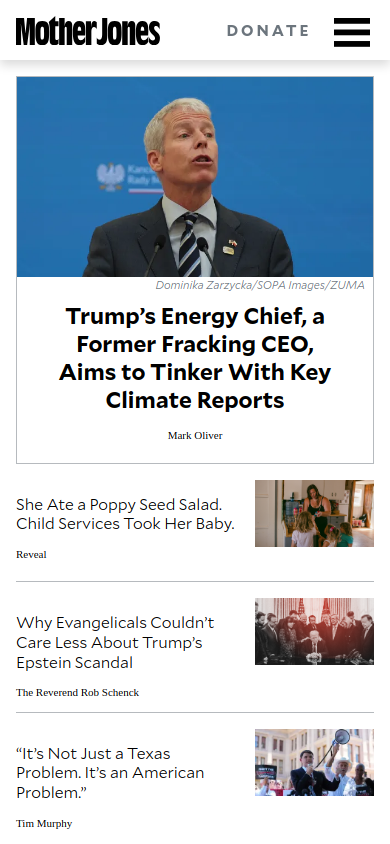 Mother Jones
DONATE
Kance
Rady M
Dominika Zarzycka/SOPA Images/ZUMA
Trump’s Energy Chief, a
Former Fracking CEO,
Aims to Tinker With Key
Climate Reports
Mark Oliver
She Ate a Poppy Seed Salad.
Child Services Took Her Baby.
Reveal
Why Evangelicals Couldn’t
Care Less About Trump’s
Epstein Scandal
The Reverend Rob Schenck
“It’s Not Just a Texas
Problem. It’s an American
Problem.”
Tim Murphy